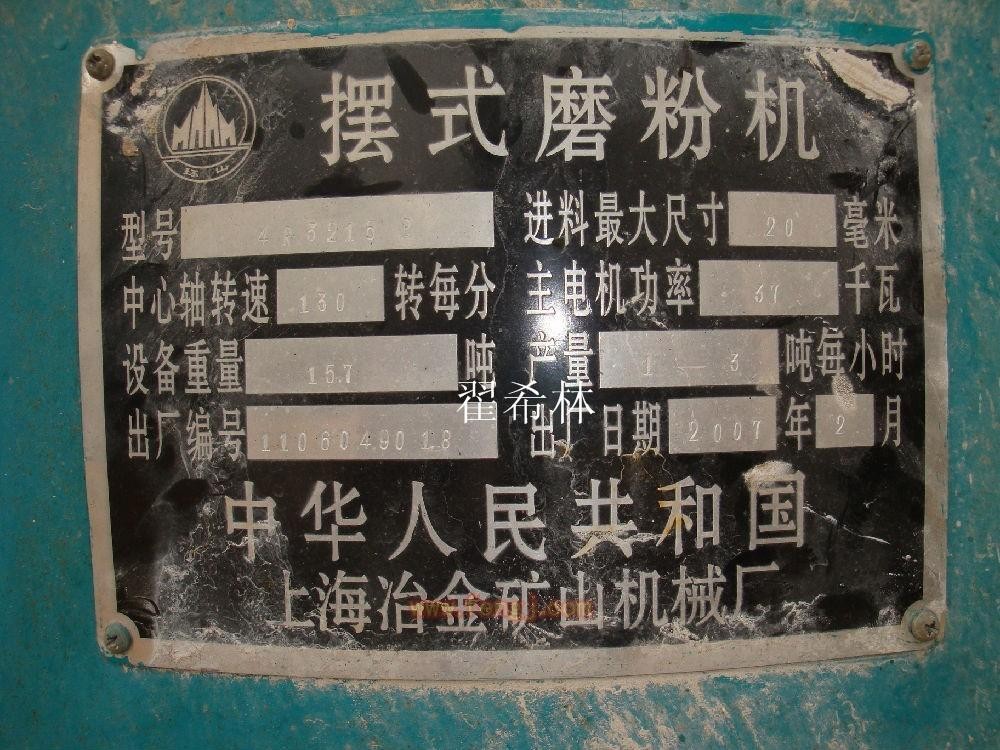 摆式磨粉机
环山
型号 4R3216 进料最大尺寸 20 毫米
中心轴转速 130 转每分 主电机功率 37 千瓦
设备重量 15.7 吨 产量 1—3 吨每小时
翟希林
出厂编号 1106049018 出厂日期 2007 年 2 月
中华人民共和国
上海冶金矿山机械厂